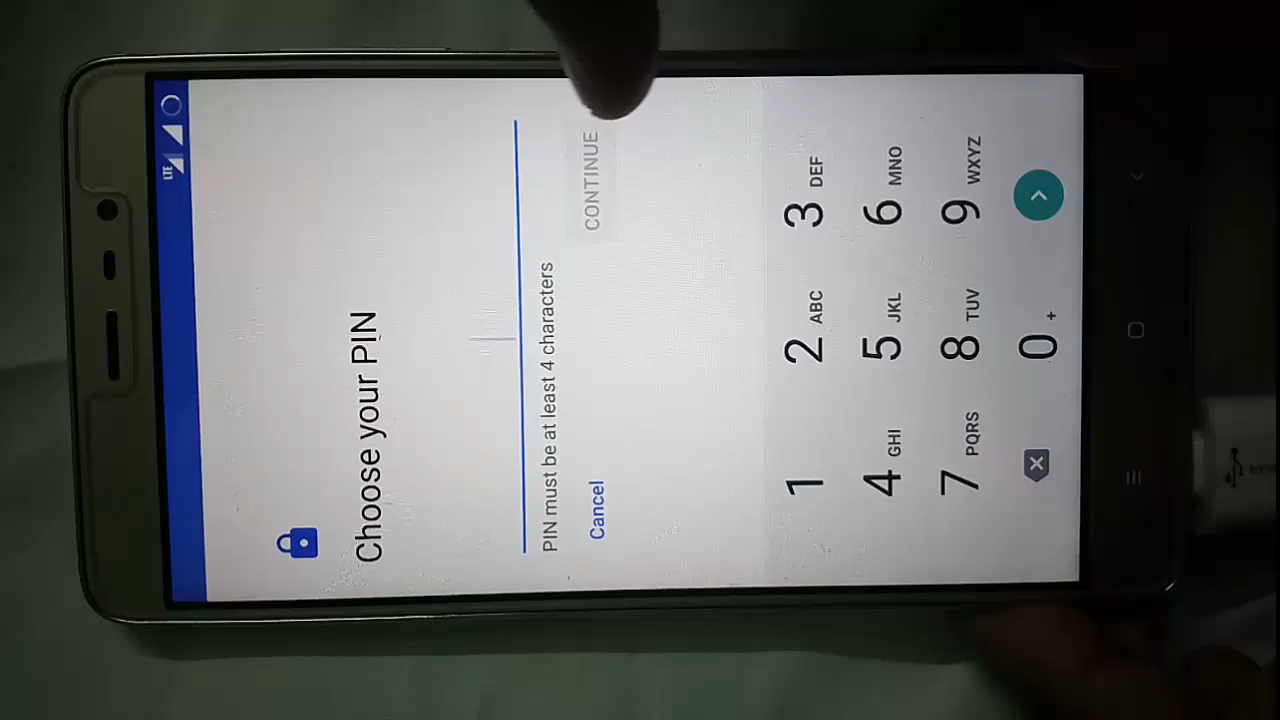 LTE
Choose your PIN
PIN must be at least 4 characters
Cancel
CONTINUE
1
2 ABC
3 DEF
4 GHI
5 JKL
6 MNO
7 PQRS
8 TUV
9 WXYZ
0 +